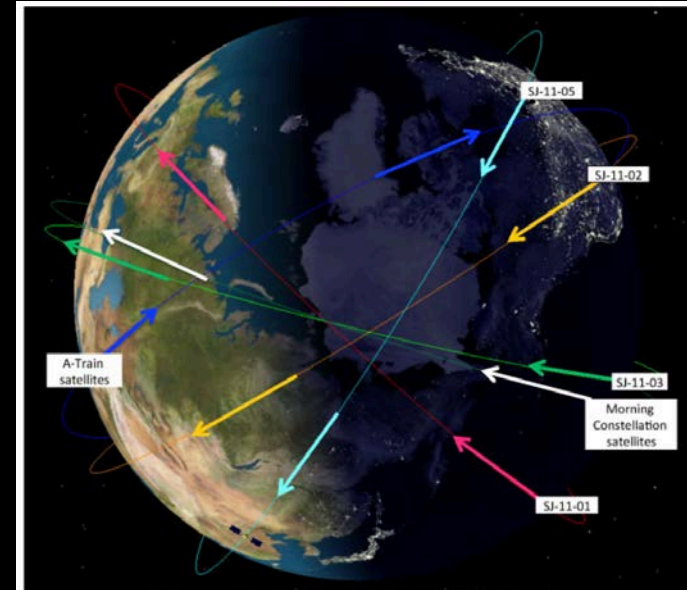 SJ-11-05
SJ-11-02
A-Train
satellites
SJ-11-03
Morning
Constellation
satellites
SJ-11-01